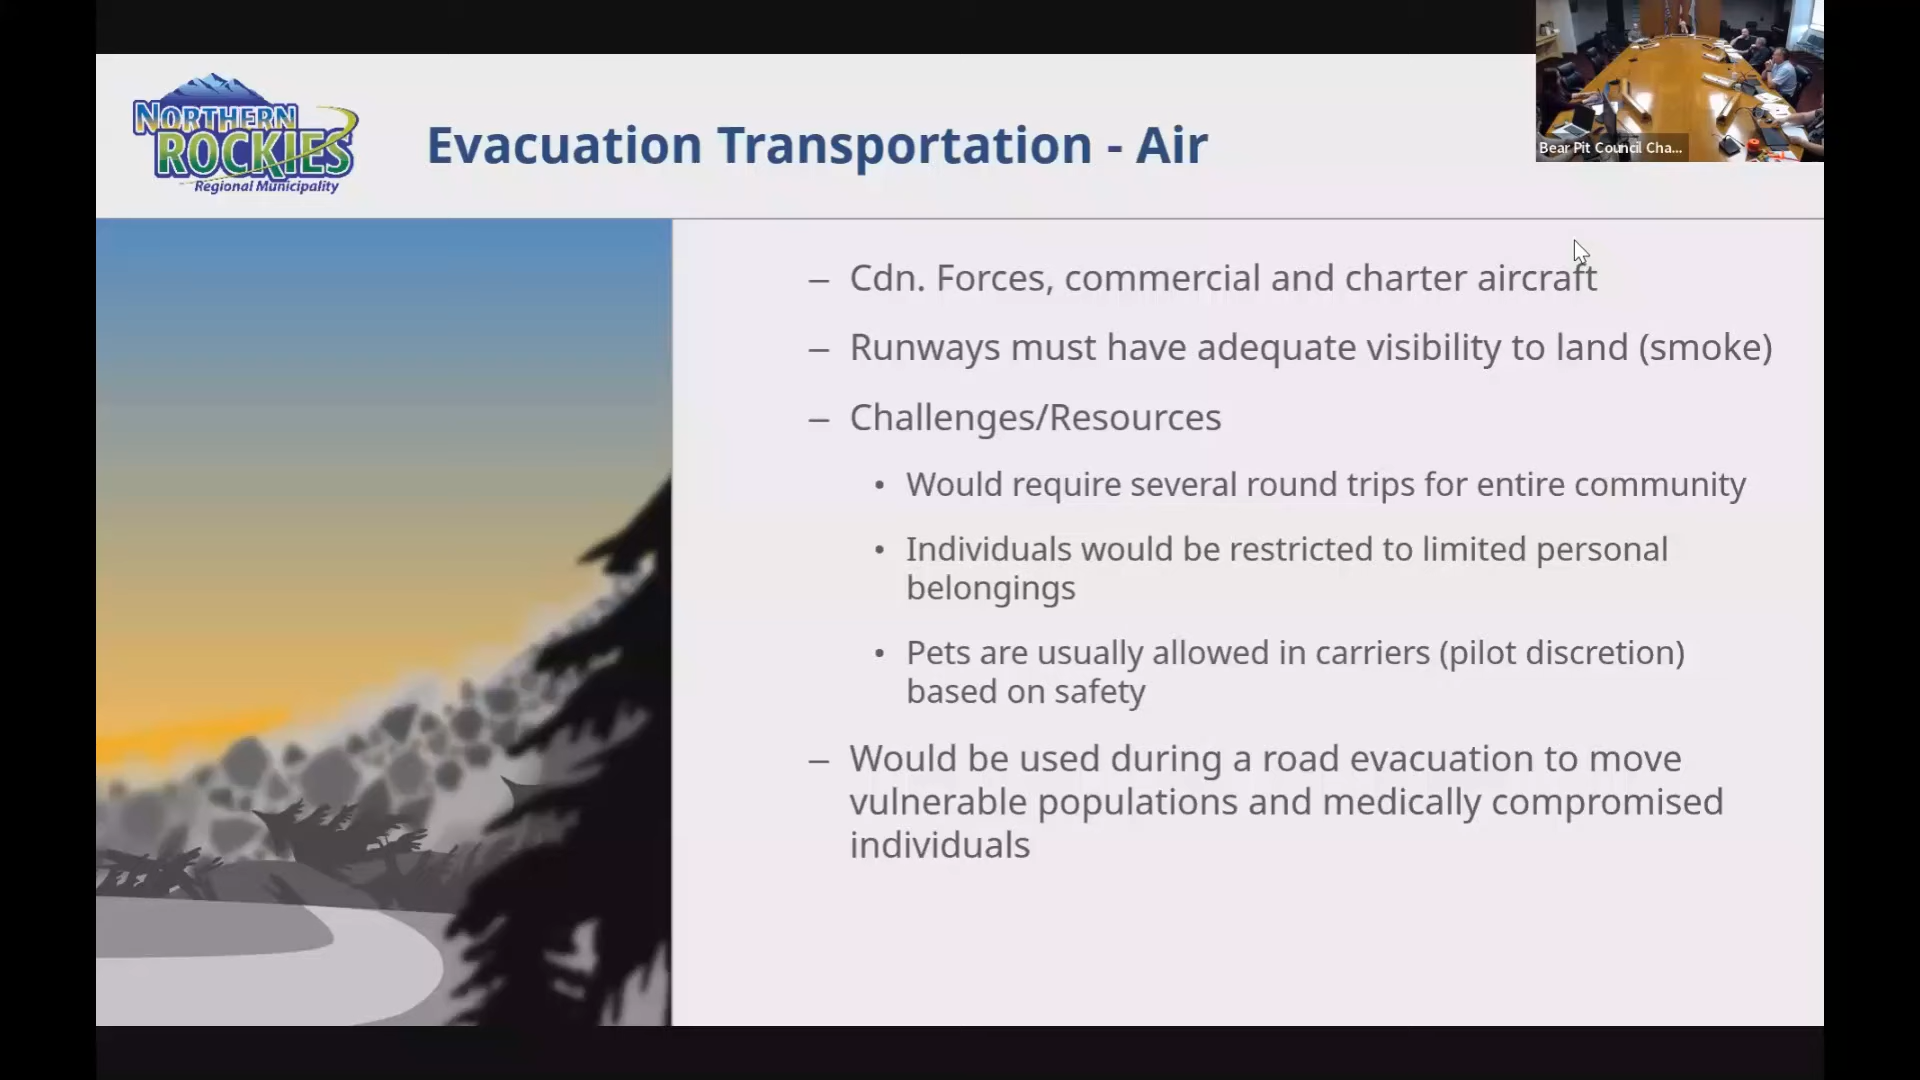 NORTHERN
ROCKIES
Regional Municipality
Evacuation Transportation - Air
Bear Pit Council Cha...
– Cdn. Forces, commercial and charter aircraft
– Runways must have adequate visibility to land (smoke)
– Challenges/Resources
• Would require several round trips for entire community
• Individuals would be restricted to limited personal
belongings
• Pets are usually allowed in carriers (pilot discretion)
based on safety
– Would be used during a road evacuation to move
vulnerable populations and medically compromised
individuals